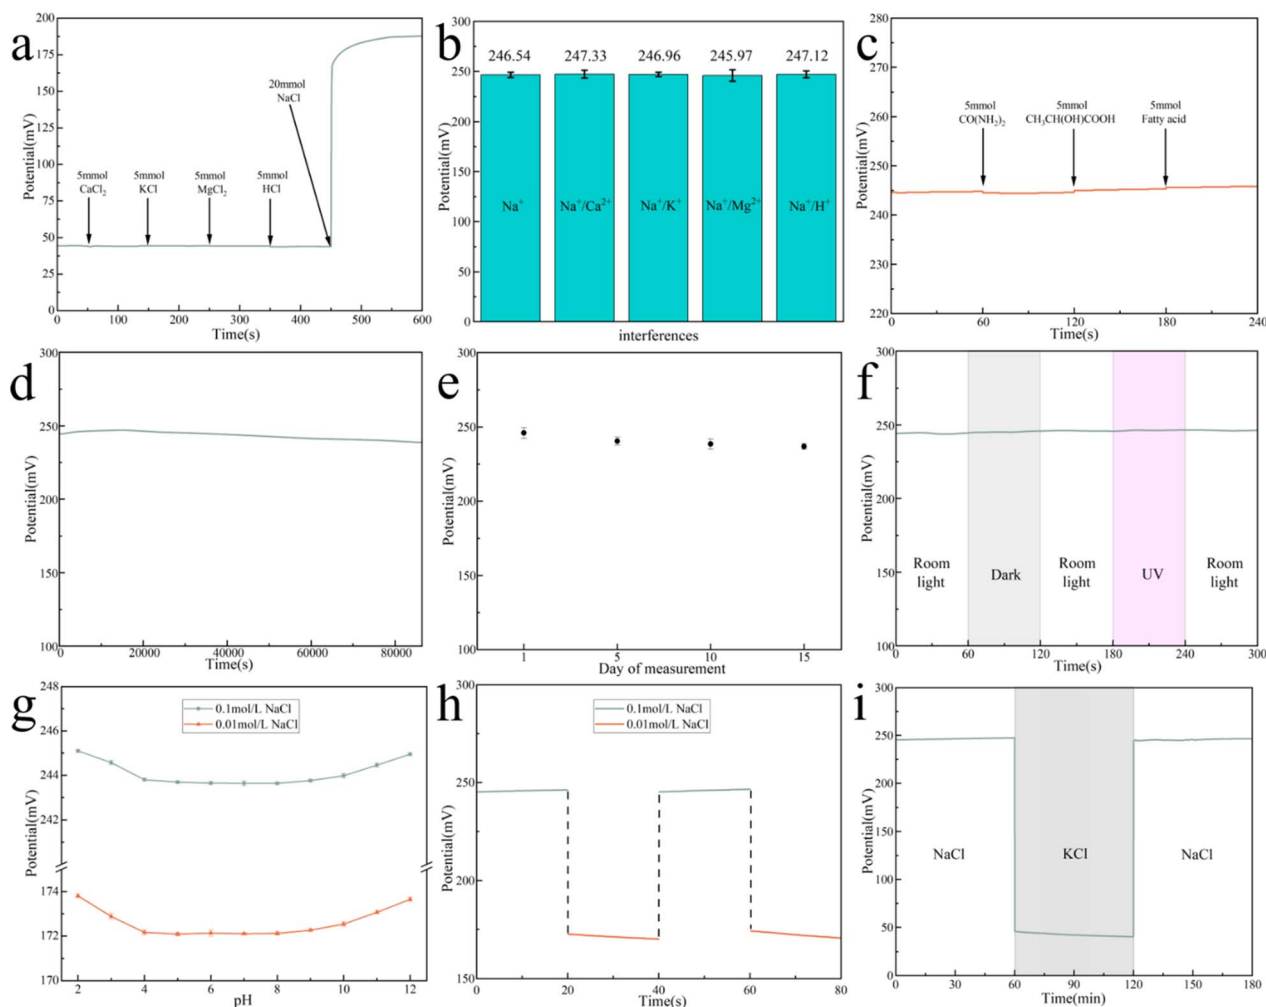 a
200
175
150
125
100
75
50
25
0
Potential(mV)
5mmol
CaCl2
5mmol
KCl
5mmol
MgCl2
5mmol
HCl
20mmol
NaCl
0 100 200 300 400 500 600
Time(s)
b
300
250
200
150
100
50
0
Potential(mV)
246.54 247.33 246.96 245.97 247.12
Na+ Na+/Ca2+ Na+/K+ Na+/Mg2+ Na+/H+
interferences
c
280
270
260
250
240
230
220
Potential(mV)
5mmol
CO(NH2)2
5mmol
CH3CH(OH)COOH
5mmol
Fatty acid
0 60 120 180 240
Time(s)
d
300
250
200
150
100
Potential(mV)
0 20000 40000 60000 80000
Time(s)
e
300
250
200
150
100
Potential(mV)
1 5 10 15
Day of measurement
f
300
250
200
150
100
Potential(mV)
Room
light
Dark
Room
light
UV
Room
light
0 60 120 180 240 300
Time(s)
g
248
246
244
242
174
172
170
Potential(mV)
0.1mol/L NaCl
0.01mol/L NaCl
2 4 6 8 10 12
pH
h
300
250
200
150
Potential(mV)
0.1mol/L NaCl
0.01mol/L NaCl
0 20 40 60 80
Time(s)
i
300
250
200
150
100
50
0
Potential(mV)
NaCl
KCl
NaCl
0 30 60 90 120 150 180
Time(min)